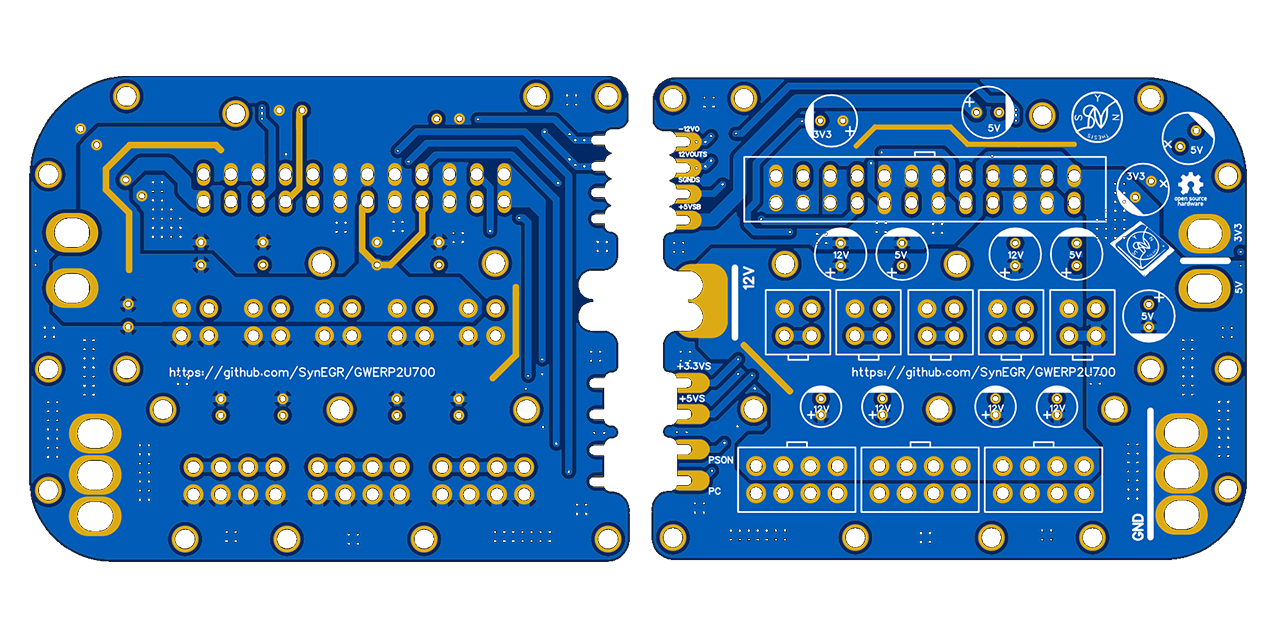 https://github.com/SynEGR/GWERP2U700
-12V0
12VOUTS
SGNDS
+5VSB
3V3
+
+
5V
S Y N
THESIS
5V
3V3
open source
hardware
3V3
5V
12V
+
5V
+
12V
+
5V
+
12V
+
5V
https://github.com/SynEGR/GWERP2U700
+3.3VS
+5VS
12V
+
12V
+
12V
+
12V
+
PSON
PC
GND